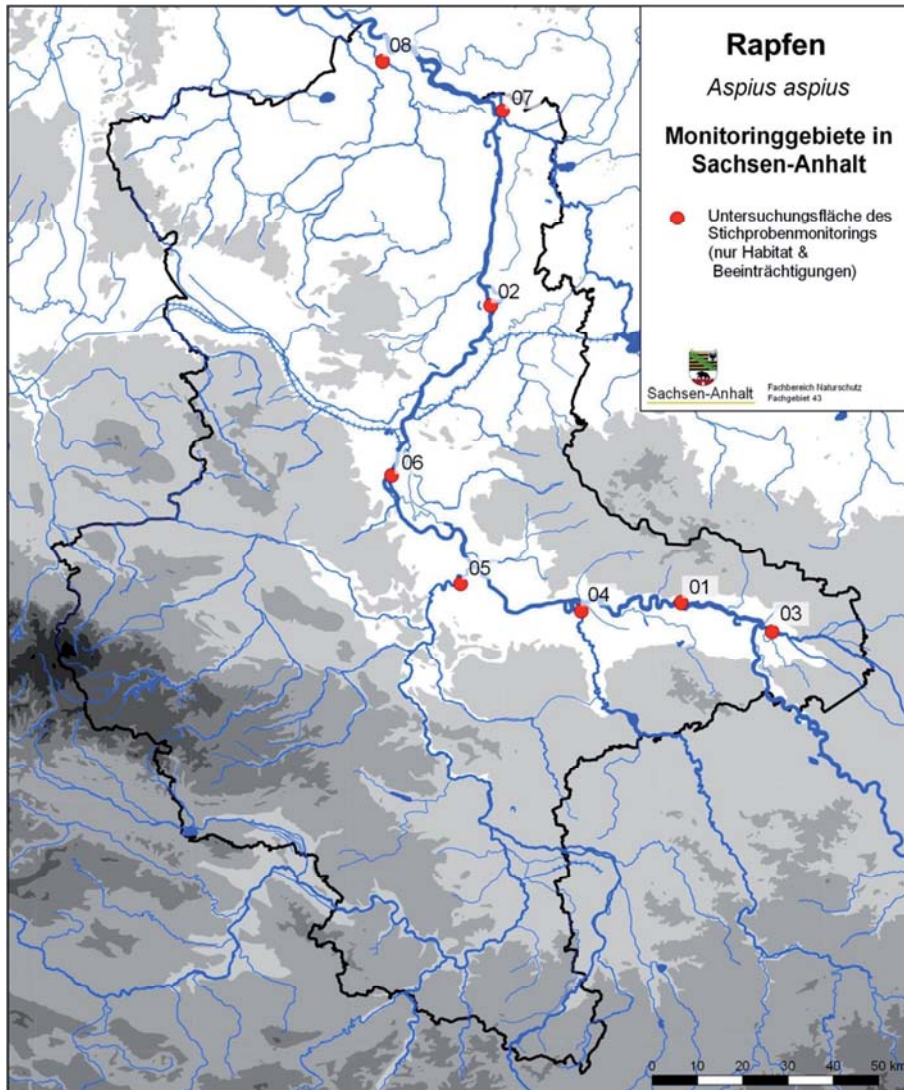 Rapfen
Aspius aspius
Monitoringgebiete in
Sachsen-Anhalt
Untersuchungsfläche des
Stichprobenmonitorings
(nur Habitat &
Beeinträchtigungen)
Sachsen-Anhalt
Fachbereich Naturschutz
Fachgebiet 43
08
07
02
06
05
04
01
03
0 10 20 30 40 50 km